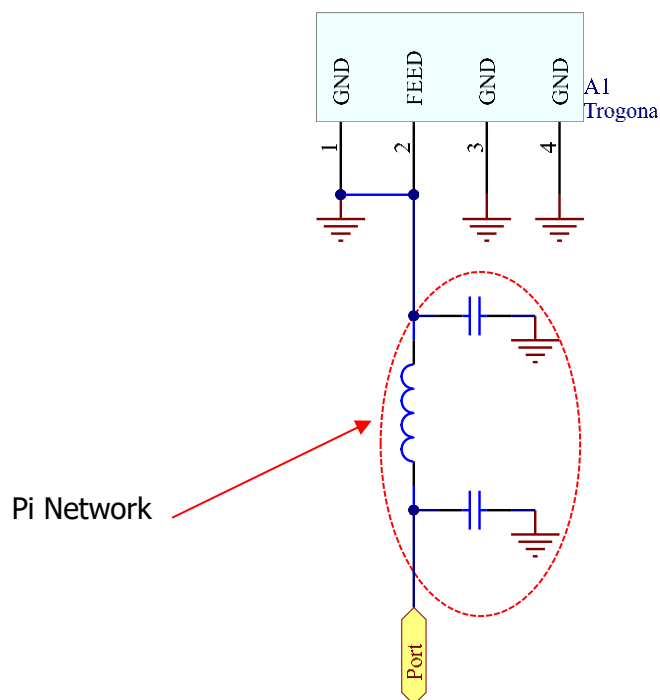 GND
FEED
GND
GND
A1
Trogona
1
2
3
4
Pi Network
Port